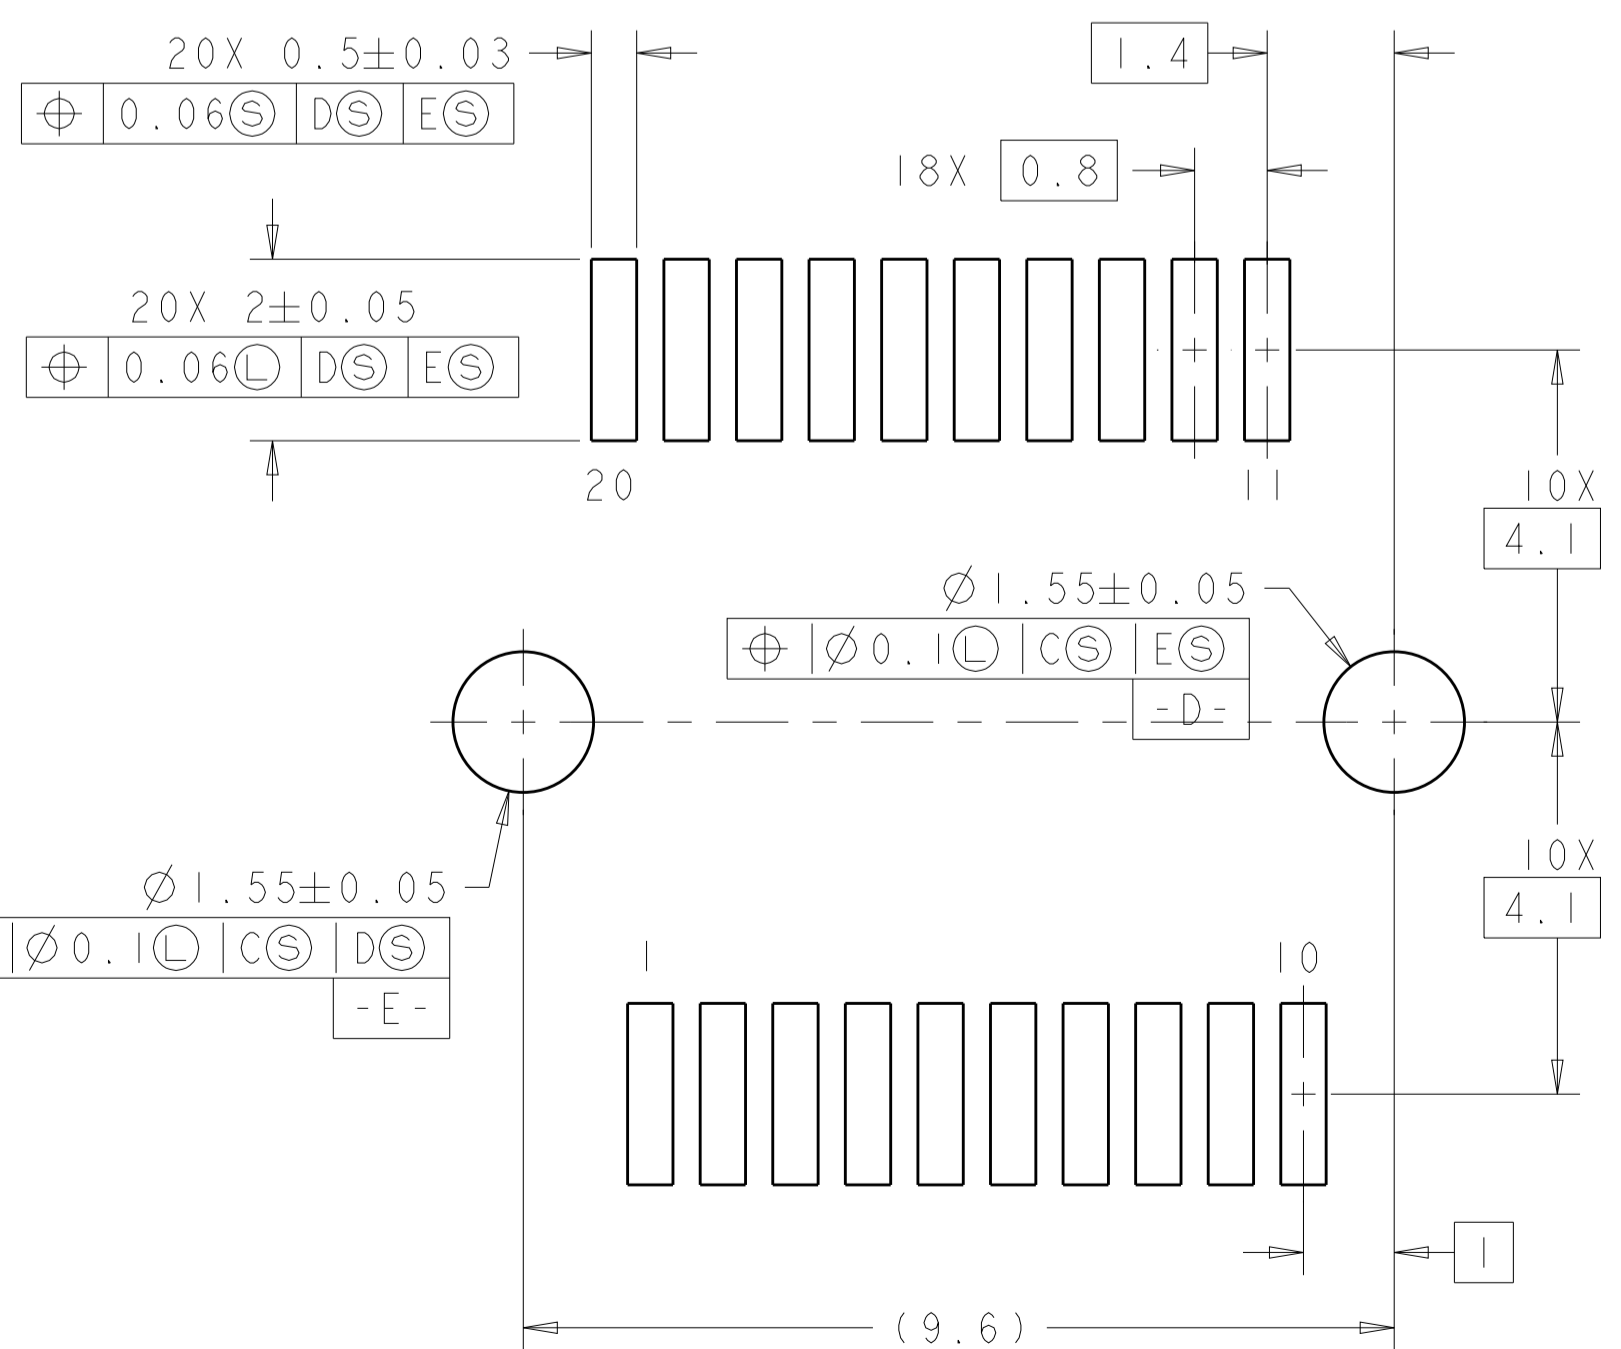 20X 0.5±0.03
⌖ 0.06Ⓢ DⓈ EⓈ
1.4
18X 0.8
20X 2±0.05
⌖ 0.06Ⓛ DⓈ EⓈ
20
11
10X
4.1
Ø1.55±0.05
⌖ Ø0.1Ⓛ CⓈ EⓈ
-D-
10X
4.1
Ø1.55±0.05
Ø0.1Ⓛ CⓈ DⓈ
-E-
1
10
1
(9.6)